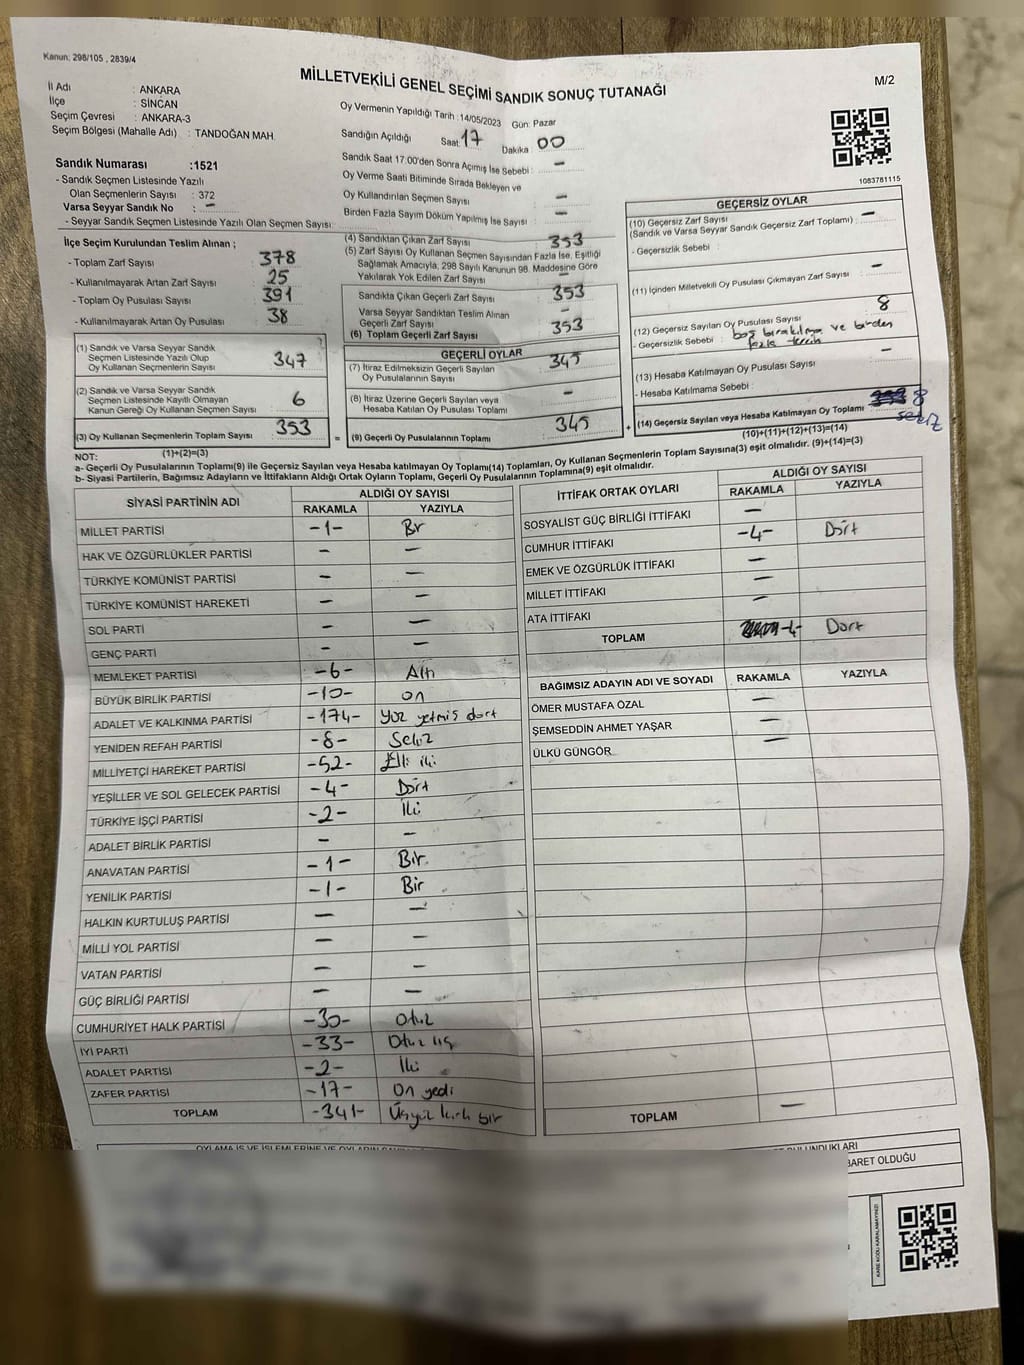 Kanun: 298/105 , 2839/4
MİLLETVEKİLİ GENEL SEÇİMİ SANDIK SONUÇ TUTANAĞI
M/2
İl Adı : ANKARA
İlçe : SİNCAN
Seçim Çevresi : ANKARA-3
Seçim Bölgesi (Mahalle Adı) : TANDOĞAN MAH.
Sandık Numarası :1521
- Sandık Seçmen Listesinde Yazılı
Olan Seçmenlerin Sayısı : 372
Varsa Seyyar Sandık No : -
- Seyyar Sandık Seçmen Listesinde Yazılı Olan Seçmen Sayısı:
Oy Vermenin Yapıldığı Tarih :14/05/2023 Gün: Pazar
Sandığın Açıldığı Saat 17 Dakika 00
Sandık Saat 17:00'den Sonra Açımış İse Sebebi : -
Oy Verme Saati Bitiminde Sırada Bekleyen ve
Oy Kullandırılan Seçmen Sayısı -
Birden Fazla Sayım Döküm Yapılmış İse Sayısı -
1083781115
İlçe Seçim Kurulundan Teslim Alınan ;
- Toplam Zarf Sayısı : 378
- Kullanılmayarak Artan Zarf Sayısı : 25
- Toplam Oy Pusulası Sayısı : 391
- Kullanılmayarak Artan Oy Pusulası : 38
(1) Sandık ve Varsa Seyyar Sandık
Seçmen Listesinde Yazılı Olup
Oy Kullanan Seçmenlerin Sayısı : 347
(2) Sandık ve Varsa Seyyar Sandık
Seçmen Listesinde Kayıtlı Olmayan
Kanun Gereği Oy Kullanan Seçmen Sayısı : 6
(3) Oy Kullanan Seçmenlerin Toplam Sayısı : 353
(1)+(2)=(3)
(4) Sandıktan Çıkan Zarf Sayısı : 353
(5) Zarf Sayısı Oy Kullanan Seçmen Sayısından Fazla İse, Eşitliği
Sağlamak Amacıyla, 298 Sayılı Kanunun 98. Maddesine Göre
Yakılarak Yok Edilen Zarf Sayısı : -
Sandıkta Çıkan Geçerli Zarf Sayısı : 353
Varsa Seyyar Sandıktan Teslim Alınan
Geçerli Zarf Sayısı : -
(6) Toplam Geçerli Zarf Sayısı : 353
GEÇERLİ OYLAR
(7) İtiraz Edilmeksizin Geçerli Sayılan
Oy Pusulalarının Sayısı : 345
(8) İtiraz Üzerine Geçerli Sayılan veya
Hesaba Katılan Oy Pusulası Toplamı : -
= (9) Geçerli Oy Pusulalarının Toplamı : 345
GEÇERSİZ OYLAR
(10) Geçersiz Zarf Sayısı
(Sandık ve Varsa Seyyar Sandık Geçersiz Zarf Toplamı) : -
- Geçersizlik Sebebi :
(11) İçinden Milletvekili Oy Pusulası Çıkmayan Zarf Sayısı : -
(12) Geçersiz Sayılan Oy Pusulası Sayısı : 8
- Geçersizlik Sebebi : boş bırakılma ve birden
fazla tercih
(13) Hesaba Katılmayan Oy Pusulası Sayısı : -
- Hesaba Katılmama Sebebi :
+ (14) Geçersiz Sayılan veya Hesaba Katılmayan Oy Toplamı : 8
sekiz
(10)+(11)+(12)+(13)=(14)
NOT:
a- Geçerli Oy Pusulalarının Toplamı(9) ile Geçersiz Sayılan veya Hesaba katılmayan Oy Toplamı(14) Toplamları, Oy Kullanan Seçmenlerin Toplam Sayısına(3) eşit olmalıdır. (9)+(14)=(3)
b- Siyasi Partilerin, Bağımsız Adayların ve İttifakların Aldığı Ortak Oyların Toplamı, Geçerli Oy Pusulalarının Toplamına(9) eşit olmalıdır.
SİYASİ PARTİNİN ADI ALDIĞI OY SAYISI
RAKAMLA YAZIYLA
MİLLET PARTİSİ -1- Bir
HAK VE ÖZGÜRLÜKLER PARTİSİ - -
TÜRKİYE KOMÜNİST PARTİSİ - -
TÜRKİYE KOMÜNİST HAREKETİ - -
SOL PARTİ - -
GENÇ PARTİ - -
MEMLEKET PARTİSİ -6- Altı
BÜYÜK BİRLİK PARTİSİ -10- on
ADALET VE KALKINMA PARTİSİ -174- yüz yetmiş dört
YENİDEN REFAH PARTİSİ -8- Sekiz
MİLLİYETÇİ HAREKET PARTİSİ -52- Elli iki
YEŞİLLER VE SOL GELECEK PARTİSİ -4- Dört
TÜRKİYE İŞÇİ PARTİSİ -2- İki
ADALET BİRLİK PARTİSİ - -
ANAVATAN PARTİSİ -1- Bir
YENİLİK PARTİSİ -1- Bir
HALKIN KURTULUŞ PARTİSİ - -
MİLLİ YOL PARTİSİ - -
VATAN PARTİSİ - -
GÜÇ BİRLİĞİ PARTİSİ - -
CUMHURİYET HALK PARTİSİ -30- Otuz
İYİ PARTİ -33- Otuz üç
ADALET PARTİSİ -2- İki
ZAFER PARTİSİ -17- On yedi
TOPLAM -341- Üçyüz kırk bir
İTTİFAK ORTAK OYLARI ALDIĞI OY SAYISI
RAKAMLA YAZIYLA
SOSYALİST GÜÇ BİRLİĞİ İTTİFAKI -
CUMHUR İTTİFAKI -4- Dört
EMEK VE ÖZGÜRLÜK İTTİFAKI -
MİLLET İTTİFAKI -
ATA İTTİFAKI -
TOPLAM -4- Dört
BAĞIMSIZ ADAYIN ADI VE SOYADI RAKAMLA YAZIYLA
ÖMER MUSTAFA ÖZAL -
ŞEMSEDDİN AHMET YAŞAR -
ÜLKÜ GÜNGÖR -
TOPLAM -
BARET OLDUĞU
KARE KODU KARALAMAYINIZ!